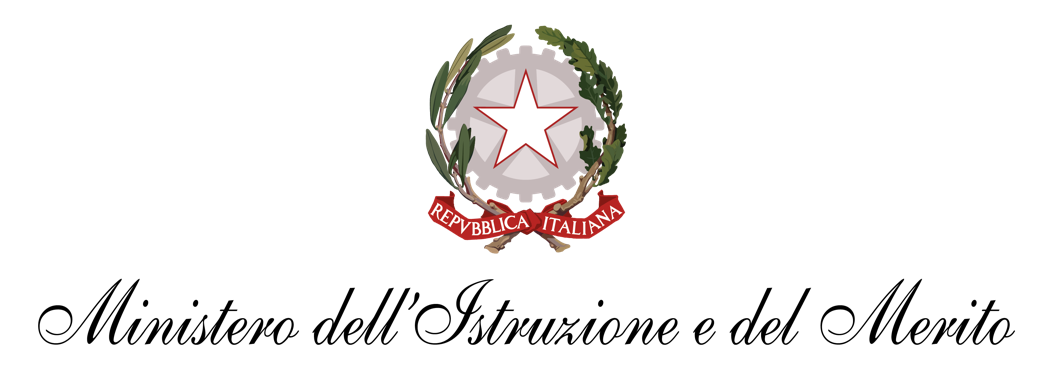 REPVBBLICA ITALIANA
Ministero dell'Istruzione e del Merito